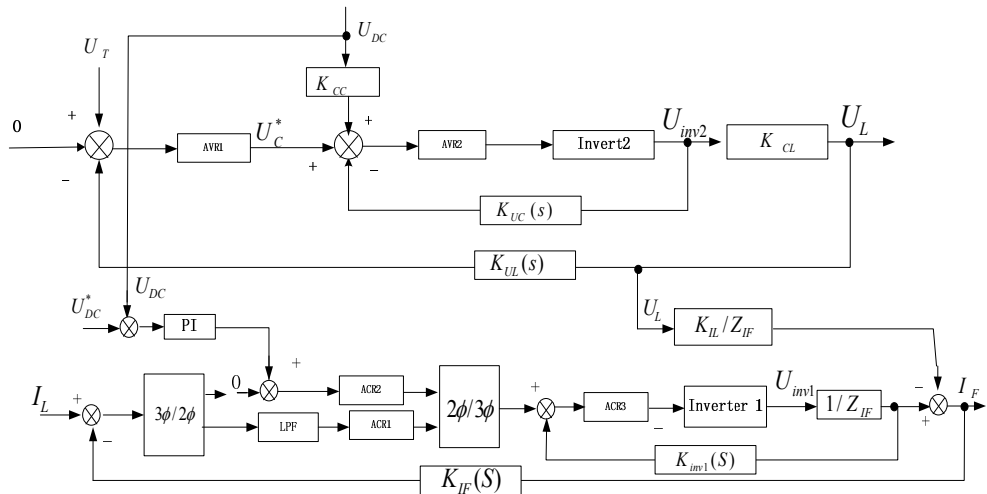 U_DC
U_T
K_CC
0
+
+
U_C^*
+
U_inv2
U_L
AVR1
AVR2
Invert2
K_CL
−
−
K_UC(s)
K_UL(s)
U_DC
U_DC^*
PI
U_L
K_IL/Z_IF
+
I_L
+
3ϕ/2ϕ
0
ACR2
2ϕ/3ϕ
+
U_inv1
−
I_F
ACR3
Inverter 1
1/Z_IF
−
LPF
ACR1
−
+
K_inv1(S)
K_IF(S)